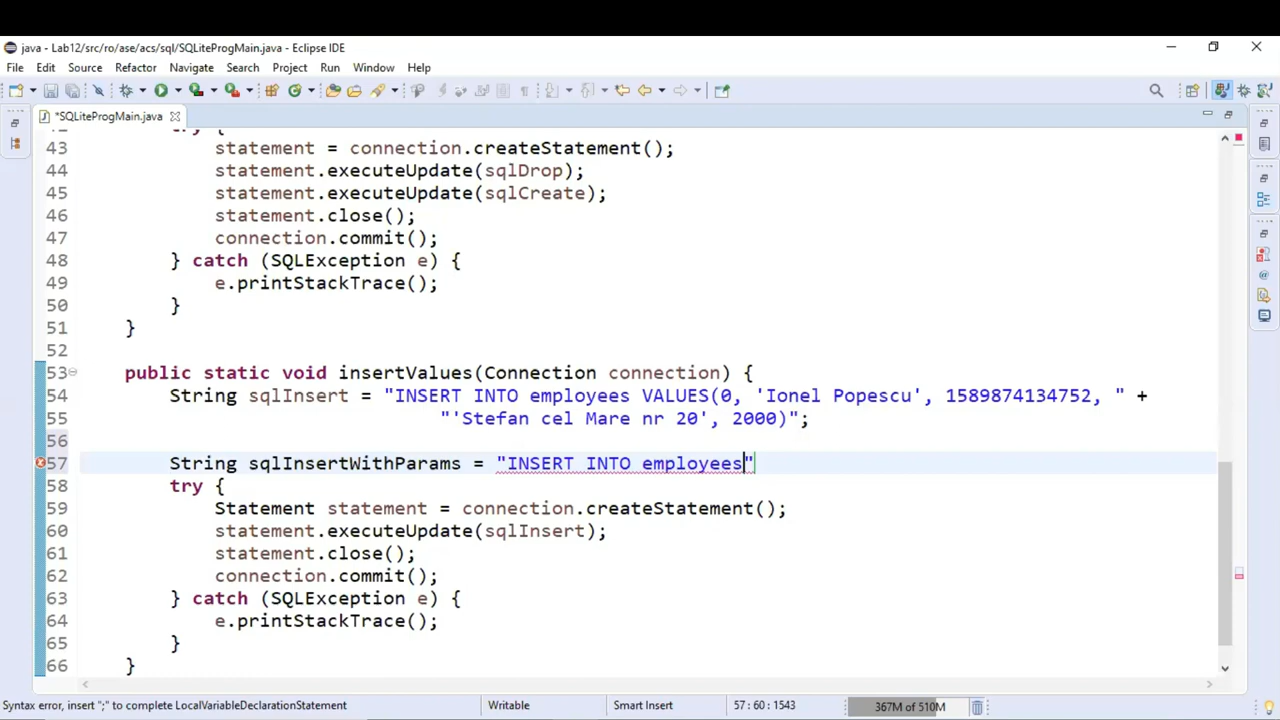 java - Lab12/src/ro/ase/acs/sql/SQLiteProgMain.java - Eclipse IDE
File Edit Source Refactor Navigate Search Project Run Window Help
*SQLiteProgMain.java
43 statement = connection.createStatement();
44 statement.executeUpdate(sqlDrop);
45 statement.executeUpdate(sqlCreate);
46 statement.close();
47 connection.commit();
48 } catch (SQLException e) {
49 e.printStackTrace();
50 }
51 }
52
53 public static void insertValues(Connection connection) {
54 String sqlInsert = "INSERT INTO employees VALUES(0, 'Ionel Popescu', 1589874134752, " +
55 "'Stefan cel Mare nr 20', 2000)";
56
57 String sqlInsertWithParams = "INSERT INTO employees"
58 try {
59 Statement statement = connection.createStatement();
60 statement.executeUpdate(sqlInsert);
61 statement.close();
62 connection.commit();
63 } catch (SQLException e) {
64 e.printStackTrace();
65 }
66 }
Syntax error, insert ";" to complete LocalVariableDeclarationStatement Writable Smart Insert 57 : 60 : 1543 367M of 510M